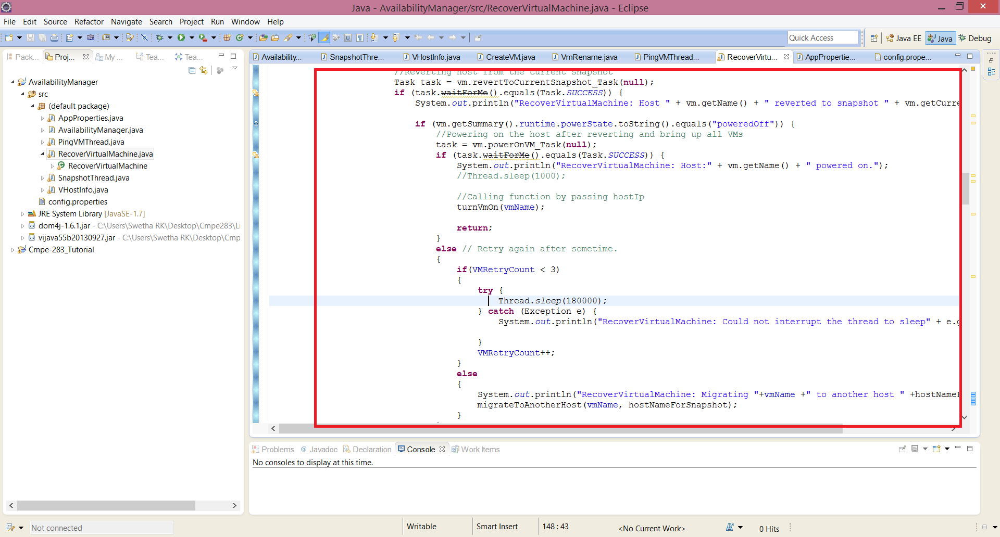 Java - AvailabilityManager/src/RecoverVirtualMachine.java - Eclipse
File Edit Source Refactor Navigate Search Project Run Window Help
Quick Access
Java EE
Java
Debug
Pack...
Proj...
My ...
Tea...
Tea...
AvailabilityManager
src
(default package)
AppProperties.java
AvailabilityManager.java
PingVMThread.java
RecoverVirtualMachine.java
RecoverVirtualMachine
SnapshotThread.java
VHostInfo.java
config.properties
JRE System Library [JavaSE-1.7]
dom4j-1.6.1.jar - C:\Users\Swetha RK\Desktop\Cmpe283\Li
vijava55b20130927.jar - C:\Users\Swetha RK\Desktop\Cmp
Cmpe-283_Tutorial
Availability...
SnapshotThre...
VHostInfo.java
CreateVM.java
VmRename.java
PingVMThread...
RecoverVirtu...
AppPropertie...
config.prope...
//Reverting host from the current snapshot
Task task = vm.revertToCurrentSnapshot_Task(null);
if (task.waitForMe().equals(Task.SUCCESS)) {
System.out.println("RecoverVirtualMachine: Host " + vm.getName() + " reverted to snapshot " + vm.getCurre
if (vm.getSummary().runtime.powerState.toString().equals("poweredOff")) {
//Powering on the host after reverting and bring up all VMs
task = vm.powerOnVM_Task(null);
if (task.waitForMe().equals(Task.SUCCESS)) {
System.out.println("RecoverVirtualMachine: Host:" + vm.getName() + " powered on.");
//Thread.sleep(1000);
//Calling function by passing hostIp
turnVmOn(vmName);
return;
}
else // Retry again after sometime.
{
if(VMRetryCount < 3)
{
try {
Thread.sleep(180000);
} catch (Exception e) {
System.out.println("RecoverVirtualMachine: Could not interrupt the thread to sleep" + e.g
}
VMRetryCount++;
}
else
{
System.out.println("RecoverVirtualMachine: Migrating "+vmName +" to another host " +hostNameF
migrateToAnotherHost(vmName, hostNameForSnapshot);
}
Problems
@ Javadoc
Declaration
Console
Work Items
No consoles to display at this time.
Not connected
Writable
Smart Insert
148 : 43
<No Current Work>
0 Hits